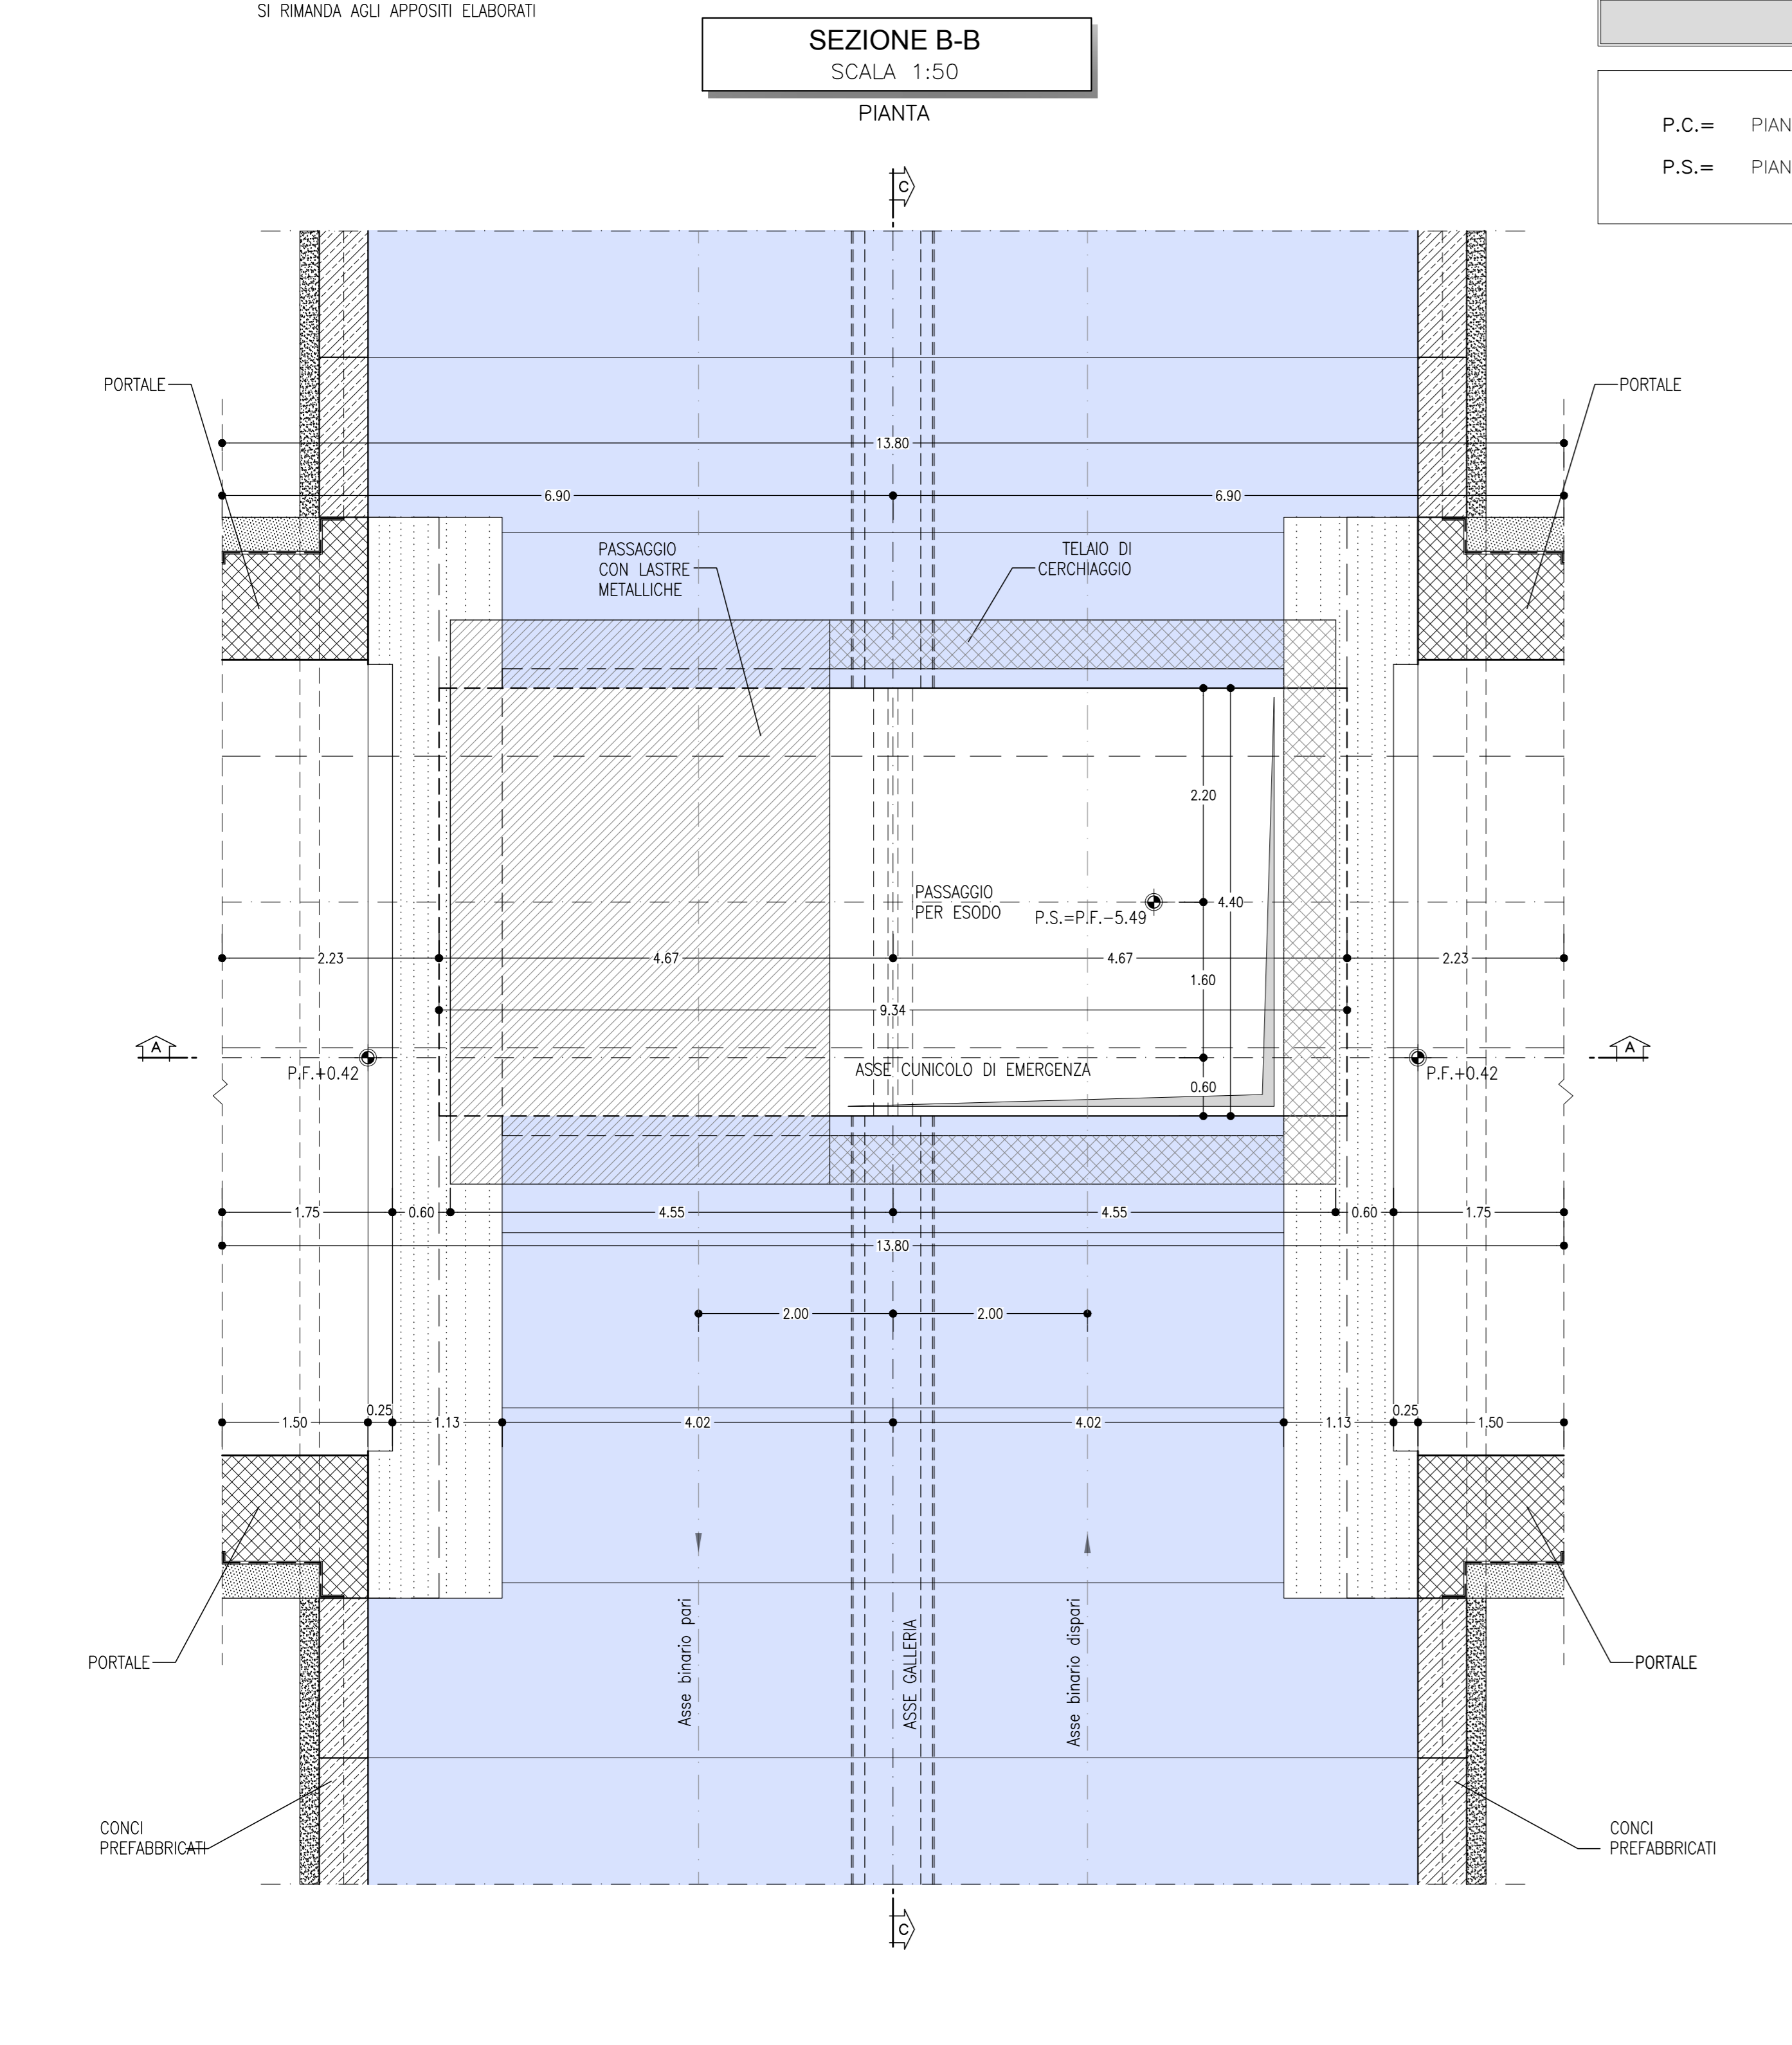 SI RIMANDA AGLI APPOSITI ELABORATI
SEZIONE B-B
SCALA 1:50
PIANTA
P.C.= PIAN
P.S.= PIAN
C
PORTALE
PORTALE
13.80
6.90
6.90
PASSAGGIO
CON LASTRE
METALLICHE
TELAIO DI
CERCHIAGGIO
2.20
PASSAGGIO
PER ESODO
P.S.=P.F.-5.49
4.40
2.23
4.67
4.67
2.23
1.60
9.34
A
A
P.F.+0.42
ASSE CUNICOLO DI EMERGENZA
P.F.+0.42
0.60
1.75
0.60
4.55
4.55
0.60
1.75
13.80
2.00
2.00
0.25
0.25
1.50
1.13
4.02
4.02
1.13
1.50
Asse binario pari
ASSE GALLERIA
Asse binario dispari
PORTALE
PORTALE
CONCI
PREFABBRICATI
CONCI
PREFABBRICATI
C